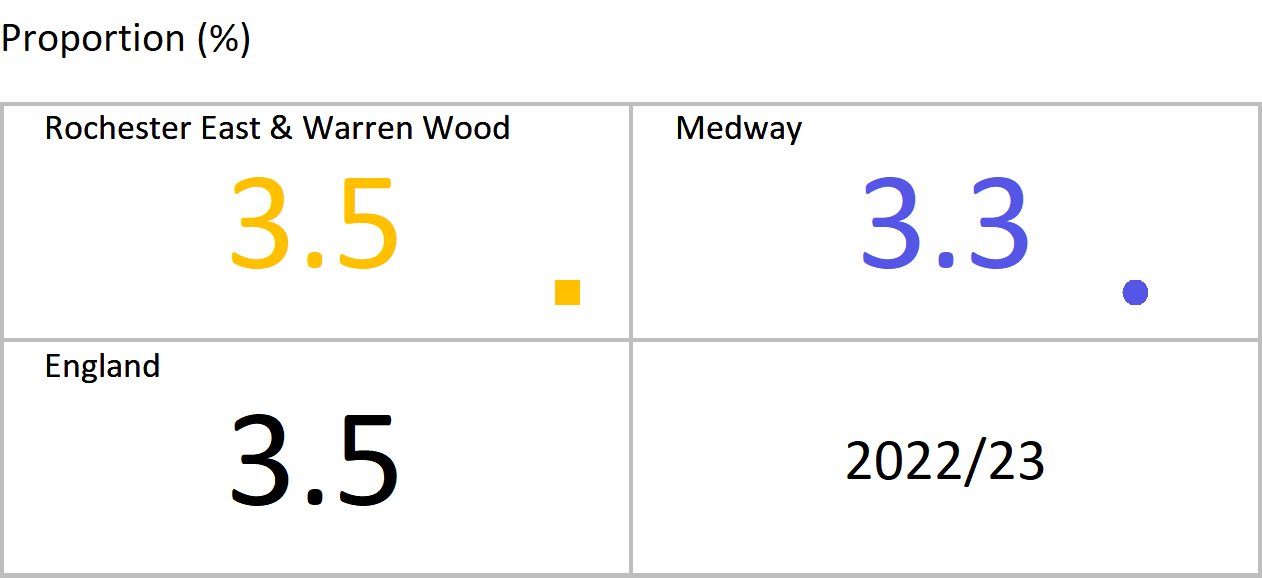 Proportion (%)
Rochester East & Warren Wood
3.5
Medway
3.3
England
3.5
2022/23